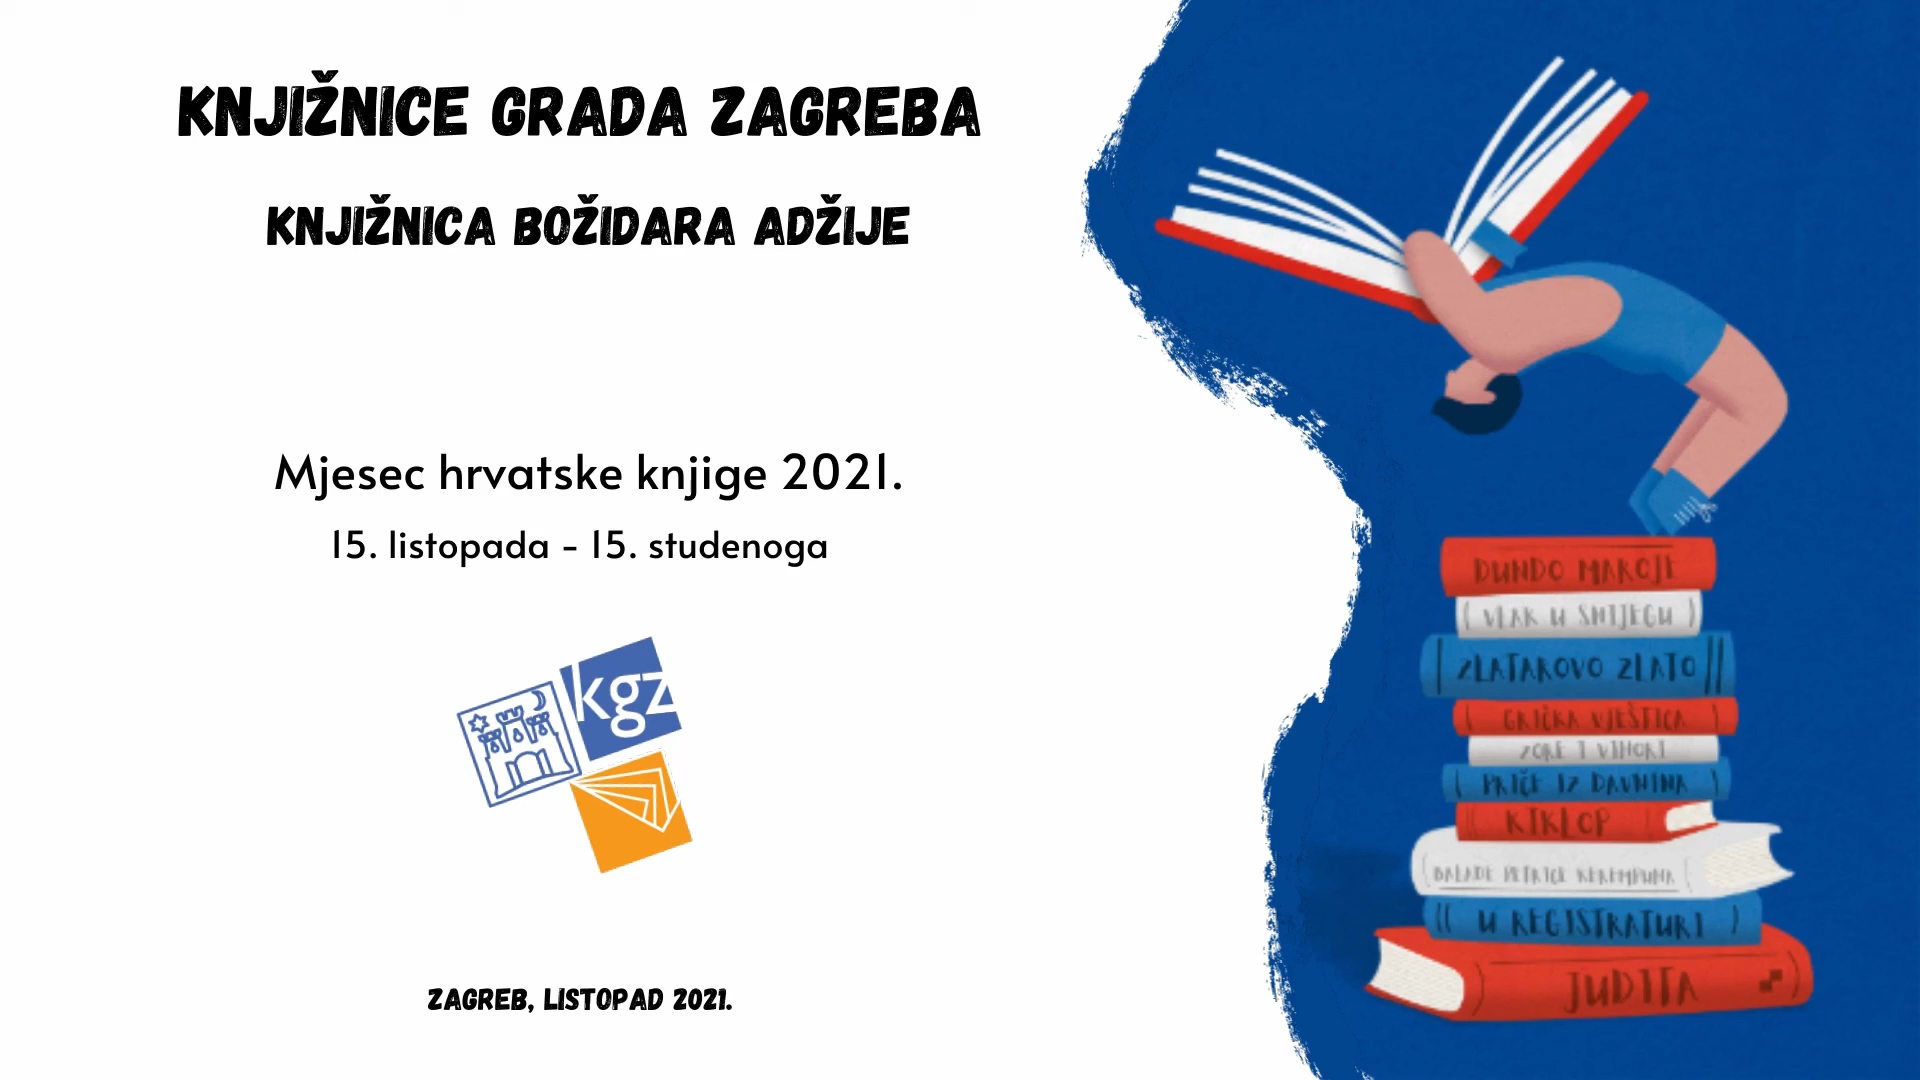 KNJIŽNICE GRADA ZAGREBA
KNJIŽNICA BOŽIDARA ADŽIJE
Mjesec hrvatske knjige 2021.
15. listopada - 15. studenoga
kgz
ZAGREB, LISTOPAD 2021.
DUNDO MAROJE
VLAK U SNIJEGU
ZLATAROVO ZLATO
GRIČKA VJEŠTICA
ZORE I VIHORI
PRIČE IZ DAVNINA
KIKLOP
BALADE PETRICE KEREMPUHA
U REGISTRATURI
JUDITA